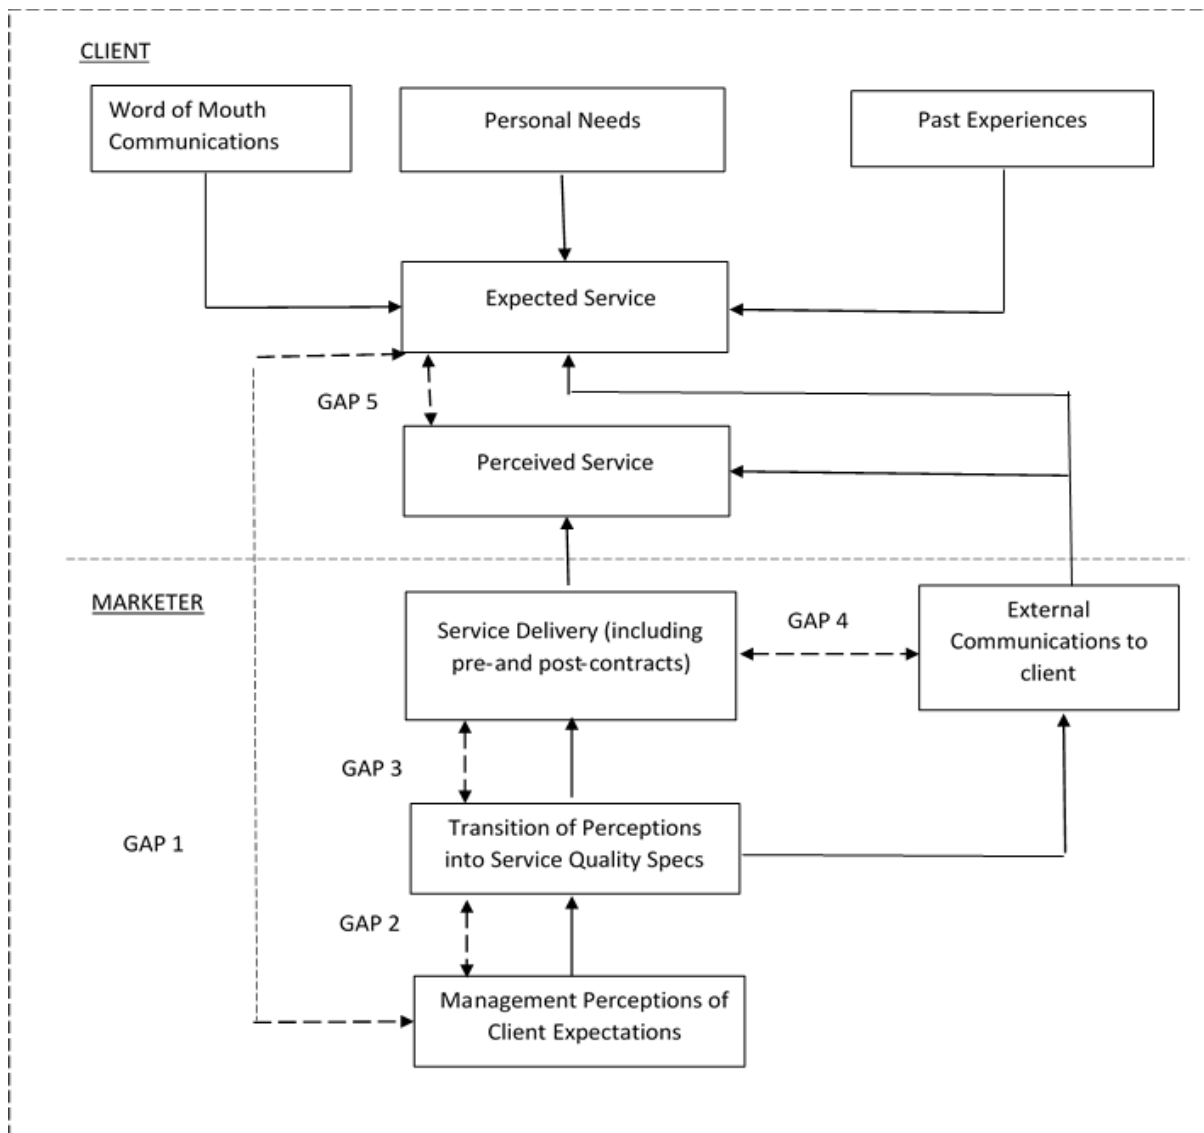 CLIENT
Word of Mouth
Communications
Personal Needs
Past Experiences
Expected Service
GAP 5
Perceived Service
MARKETER
Service Delivery (including
pre-and post-contracts)
GAP 4
External
Communications to
client
GAP 3
Transition of Perceptions
into Service Quality Specs
GAP 1
GAP 2
Management Perceptions of
Client Expectations